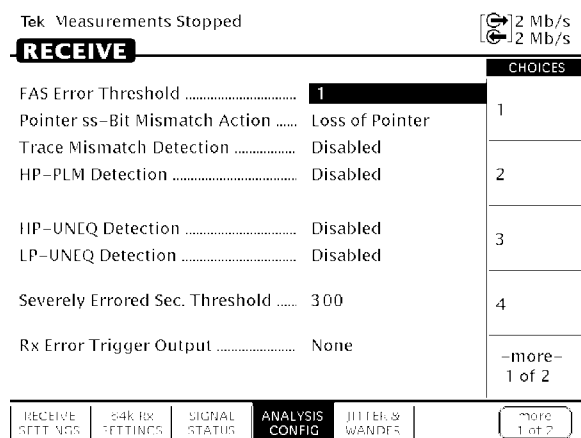 Tek Measurements Stopped
2 Mb/s
2 Mb/s
RECEIVE
CHOICES
FAS Error Threshold ............................ 1
Pointer ss-Bit Mismatch Action ...... Loss of Pointer
Trace Mismatch Detection ................ Disabled
HP-PLM Detection ................................ Disabled
HP-UNEQ Detection ............................. Disabled
LP-UNEQ Detection .............................. Disabled
Severely Errored Sec. Threshold ...... 300
Rx Error Trigger Output ..................... None
1
2
3
4
-more-
1 of 2
RECEIVE
SETTINGS
64k Rx
SETTINGS
SIGNAL
STATUS
ANALYSIS
CONFIG
JITTER &
WANDER
more
1 of 2